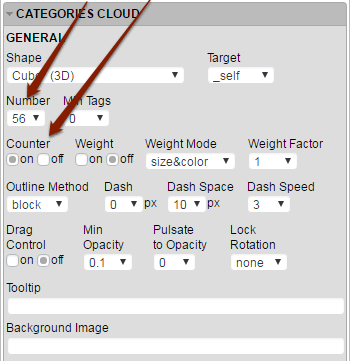 CATEGORIES CLOUD
GENERAL
Shape Target
(3D) _self
Number Min Tags
56 0
Counter Weight Weight Mode Weight Factor
on off on off size&color 1
Outline Method Dash Dash Space Dash Speed
block 0 px 10 px 3
Drag Min Pulsate Lock
Control Opacity to Opacity Rotation
on off 0.1 0 none
Tooltip
Background Image